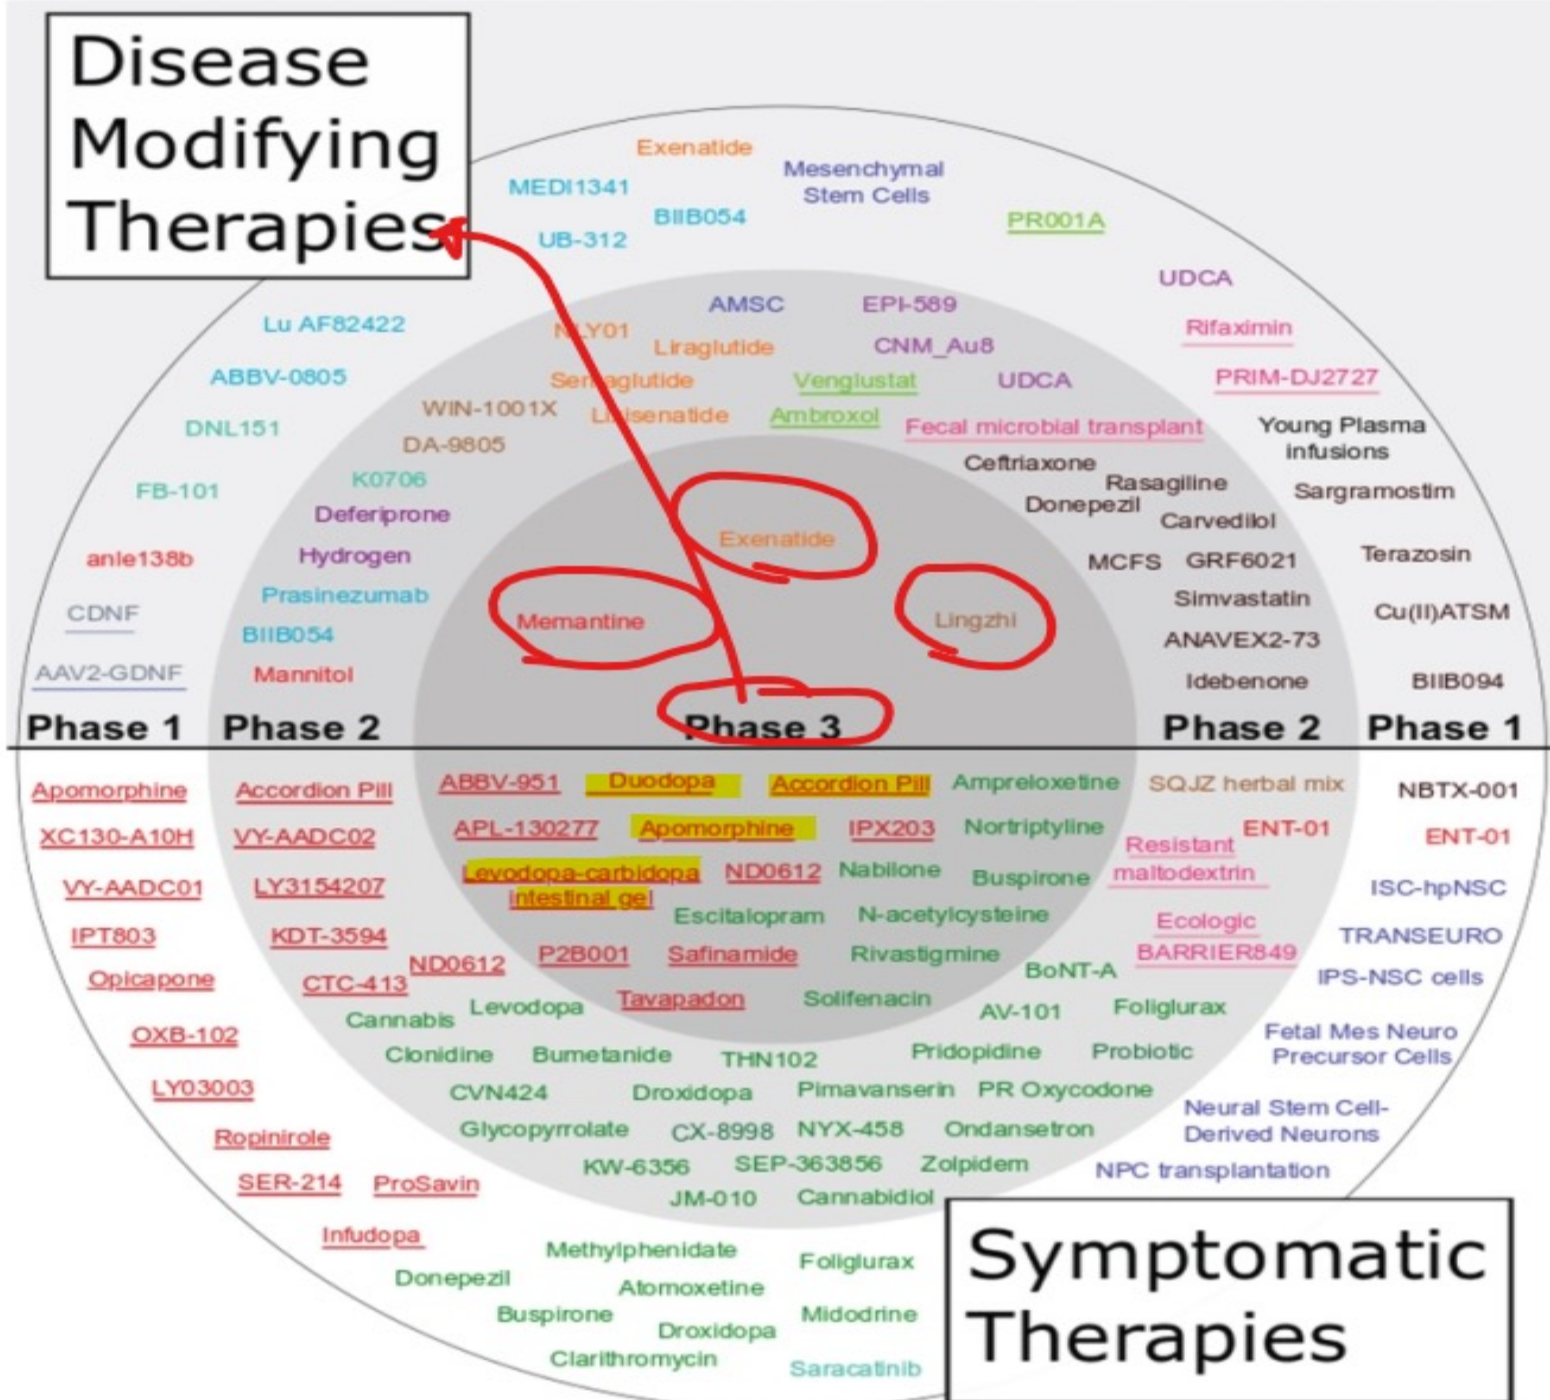 Disease
Modifying
Therapies
Exenatide
Mesenchymal
Stem Cells
MEDI1341
BIIB054
UB-312
PR001A
UDCA
Lu AF82422
AMSC
EPI-589
NLY01
Liraglutide
CNM_Au8
Rifaximin
ABBV-0805
Semaglutide
Venglustat
UDCA
PRIM-DJ2727
WIN-1001X
Lixisenatide
Ambroxol
Fecal microbial transplant
Young Plasma
infusions
DNL151
DA-9805
Ceftriaxone
Rasagiline
Donepezil
Carvedilol
Sargramostim
FB-101
K0706
Deferiprone
Exenatide
anle138b
Hydrogen
MCFS
GRF6021
Terazosin
CDNF
Prasinezumab
Memantine
Lingzhi
Simvastatin
Cu(II)ATSM
BIIB054
ANAVEX2-73
AAV2-GDNF
Mannitol
Idebenone
BIIB094
Phase 1 Phase 2 Phase 3 Phase 2 Phase 1
Apomorphine
Accordion Pill
ABBV-951
Duodopa
Accordion Pill
Ampreloxetine
SQJZ herbal mix
NBTX-001
XC130-A10H
VY-AADC02
APL-130277
Apomorphine
IPX203
Nortriptyline
Resistant
maltodextrin
ENT-01
ENT-01
VY-AADC01
LY3154207
Levodopa-carbidopa
intestinal gel
ND0612
Nabilone
Buspirone
ISC-hpNSC
Escitalopram
N-acetylcysteine
Ecologic
BARRIER849
IPT803
KDT-3594
TRANSEURO
ND0612
P2B001
Safinamide
Rivastigmine
BoNT-A
IPS-NSC cells
Opicapone
CTC-413
Levodopa
Tavapadon
Solifenacin
AV-101
Foliglurax
Cannabis
OXB-102
Fetal Mes Neuro
Precursor Cells
Clonidine
Bumetanide
THN102
Pridopidine
Probiotic
LY03003
CVN424
Droxidopa
Pimavanserin
PR Oxycodone
Neural Stem Cell-
Derived Neurons
Ropinirole
Glycopyrrolate
CX-8998
NYX-458
Ondansetron
KW-6356
SEP-363856
Zolpidem
NPC transplantation
SER-214
ProSavin
JM-010
Cannabidiol
Infudopa
Methylphenidate
Foliglurax
Donepezil
Atomoxetine
Buspirone
Midodrine
Droxidopa
Clarithromycin
Saracatinib
Symptomatic
Therapies